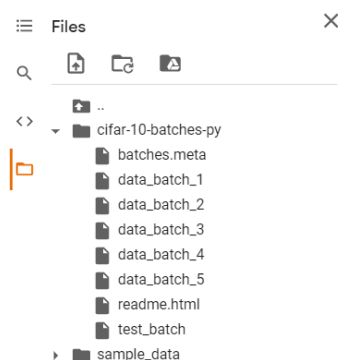 Files
..
cifar-10-batches-py
batches.meta
data_batch_1
data_batch_2
data_batch_3
data_batch_4
data_batch_5
readme.html
test_batch
sample_data